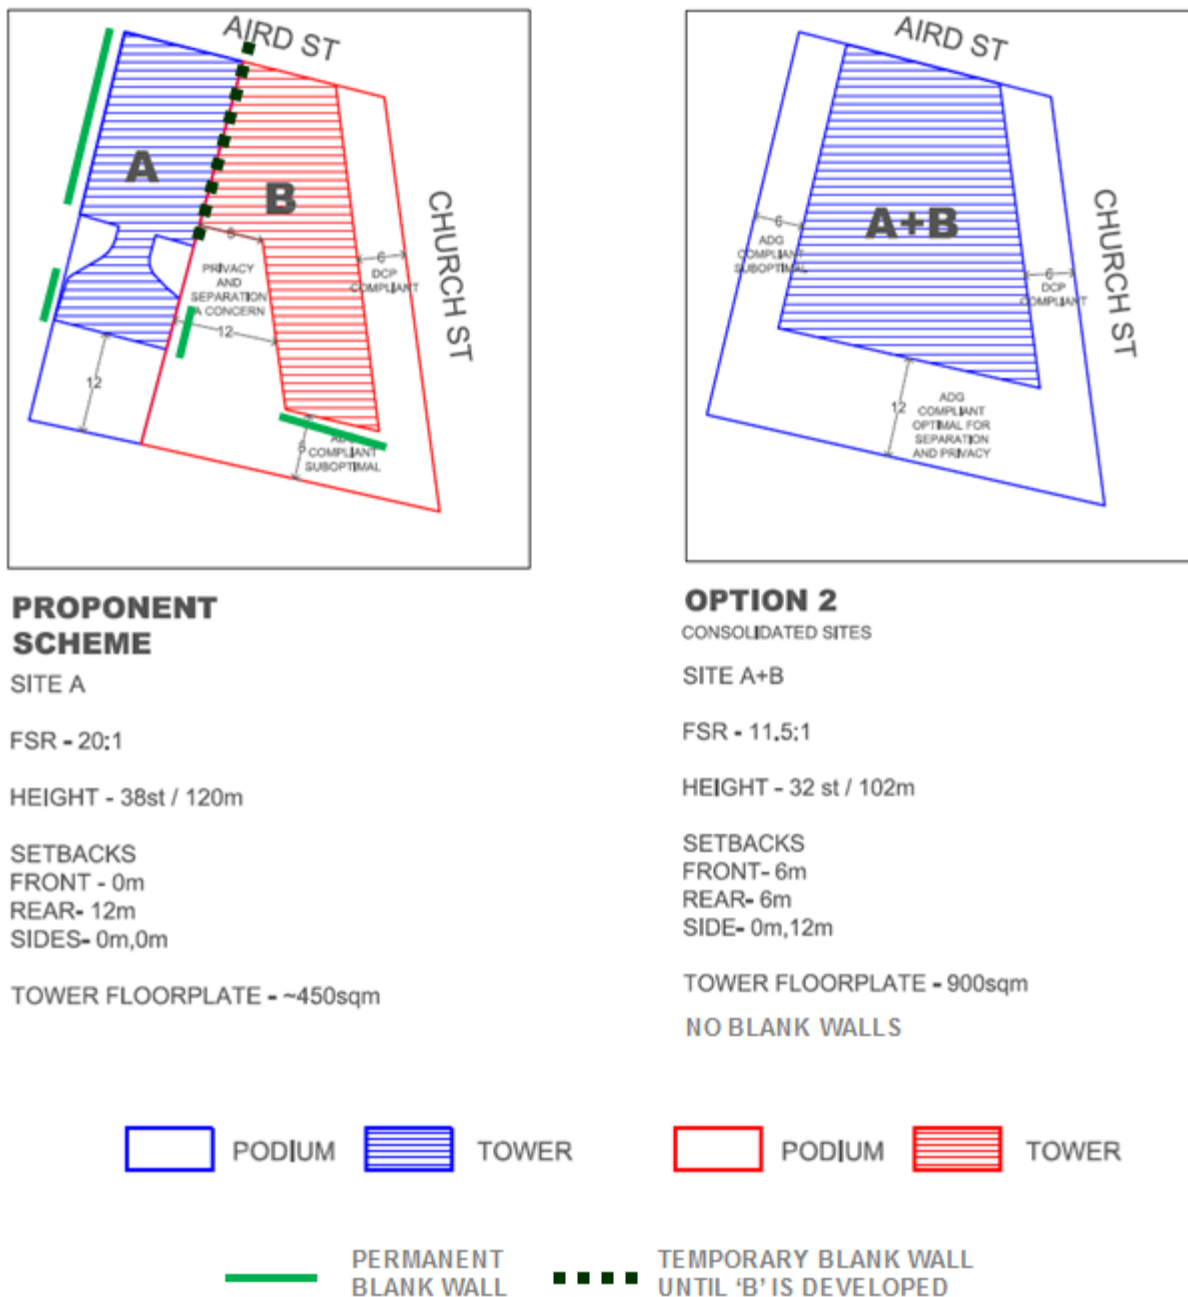 AIRD ST
A
B
CHURCH ST
6
DCP
COMPLIANT
PRIVACY
AND
SEPARATION
A CONCERN
12
12
COMPLIANT
SUBOPTIMAL
AIRD ST
A+B
CHURCH ST
6
ADG
COMPLIANT
SUBOPTIMAL
6
DCP
COMPLIANT
12
ADG
COMPLIANT
OPTIMAL FOR
SEPARATION
AND PRIVACY
PROPONENT
SCHEME
SITE A
FSR - 20:1
HEIGHT - 38st / 120m
SETBACKS
FRONT - 0m
REAR- 12m
SIDES- 0m,0m
TOWER FLOORPLATE - ~450sqm
OPTION 2
CONSOLIDATED SITES
SITE A+B
FSR - 11.5:1
HEIGHT - 32 st / 102m
SETBACKS
FRONT- 6m
REAR- 6m
SIDE- 0m,12m
TOWER FLOORPLATE - 900sqm
NO BLANK WALLS
PODIUM
TOWER
PODIUM
TOWER
PERMANENT
BLANK WALL
TEMPORARY BLANK WALL
UNTIL ‘B’ IS DEVELOPED